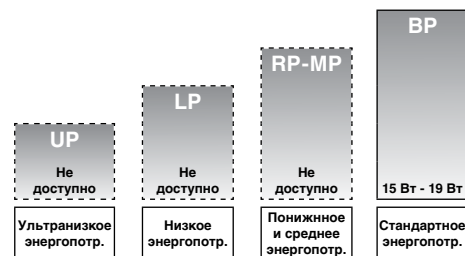 UP
Не
доступно
Ультранизкое
энергопотр.
LP
Не
доступно
Низкое
энергопотр.
RP-MP
Не
доступно
Понижнное
и среднее
энергопотр.
BP
15 Вт - 19 Вт
Стандартное
энергопотр.